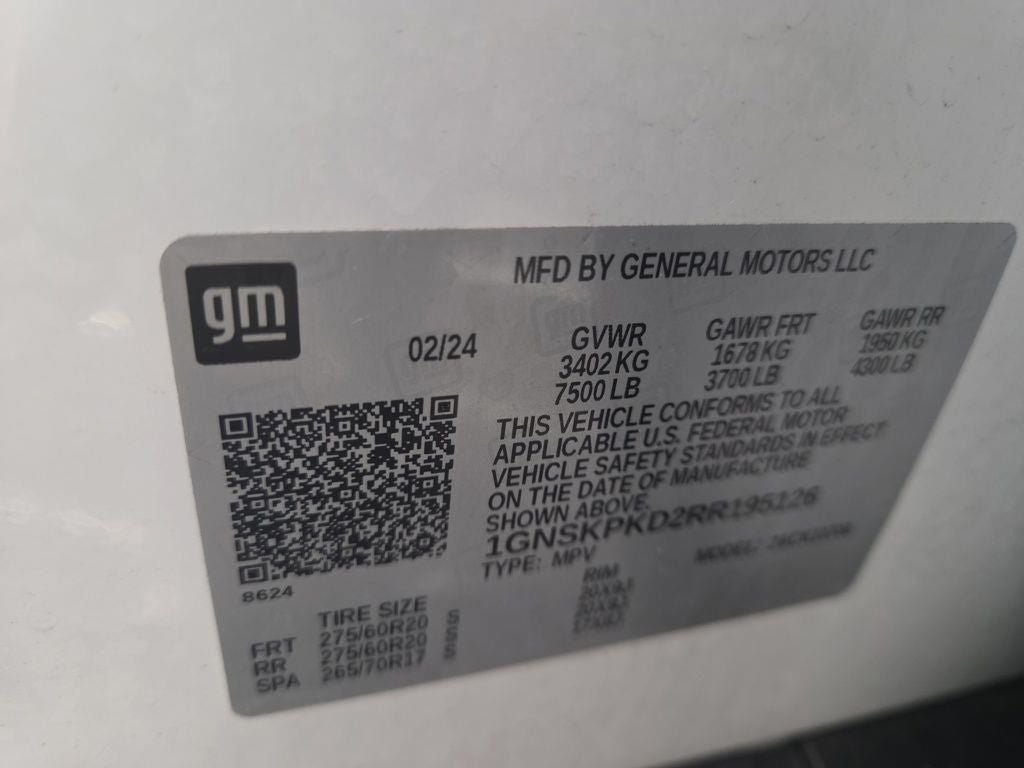 gm
MFD BY GENERAL MOTORS LLC
02/24
GVWR GAWR FRT GAWR RR
3402 KG 1678 KG 1950 KG
7500 LB 3700 LB 4300 LB
THIS VEHICLE CONFORMS TO ALL
APPLICABLE U.S. FEDERAL MOTOR
VEHICLE SAFETY STANDARDS IN EFFECT
ON THE DATE OF MANUFACTURE
SHOWN ABOVE.
1GNSKPKD2RR195126
TYPE: MPV MODEL:
8624
TIRE SIZE RIM
FRT 275/60R20 S 20X9J
RR 275/60R20 S 20X9J
SPA 265/70R17 S